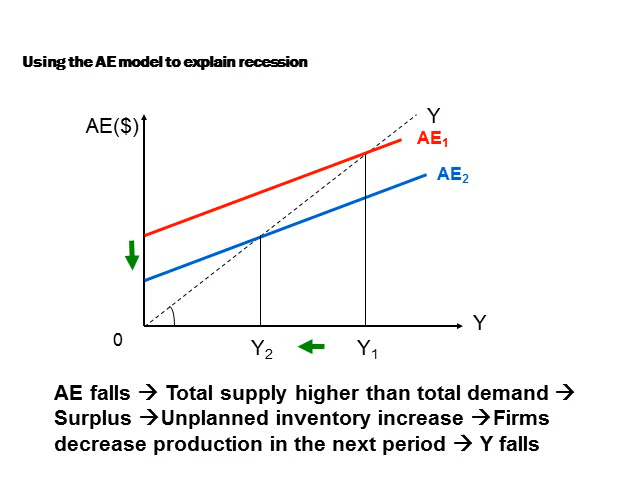 Using the AE model to explain recession
AE($)
Y
AE₁
AE₂
0
Y₂
Y₁
Y
AE falls → Total supply higher than total demand →
Surplus →Unplanned inventory increase →Firms
decrease production in the next period → Y falls